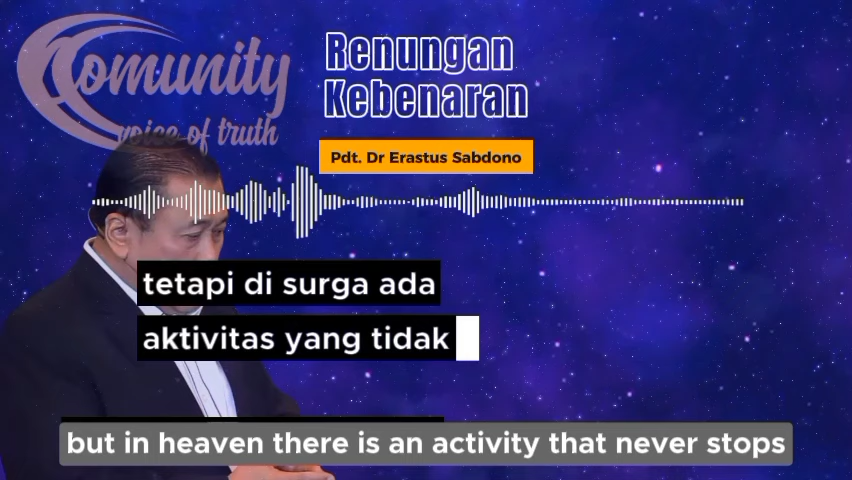 Comunity
voice of truth
Renungan
Kebenaran
Pdt. Dr Erastus Sabdono
tetapi di surga ada
aktivitas yang tidak
but in heaven there is an activity that never stops